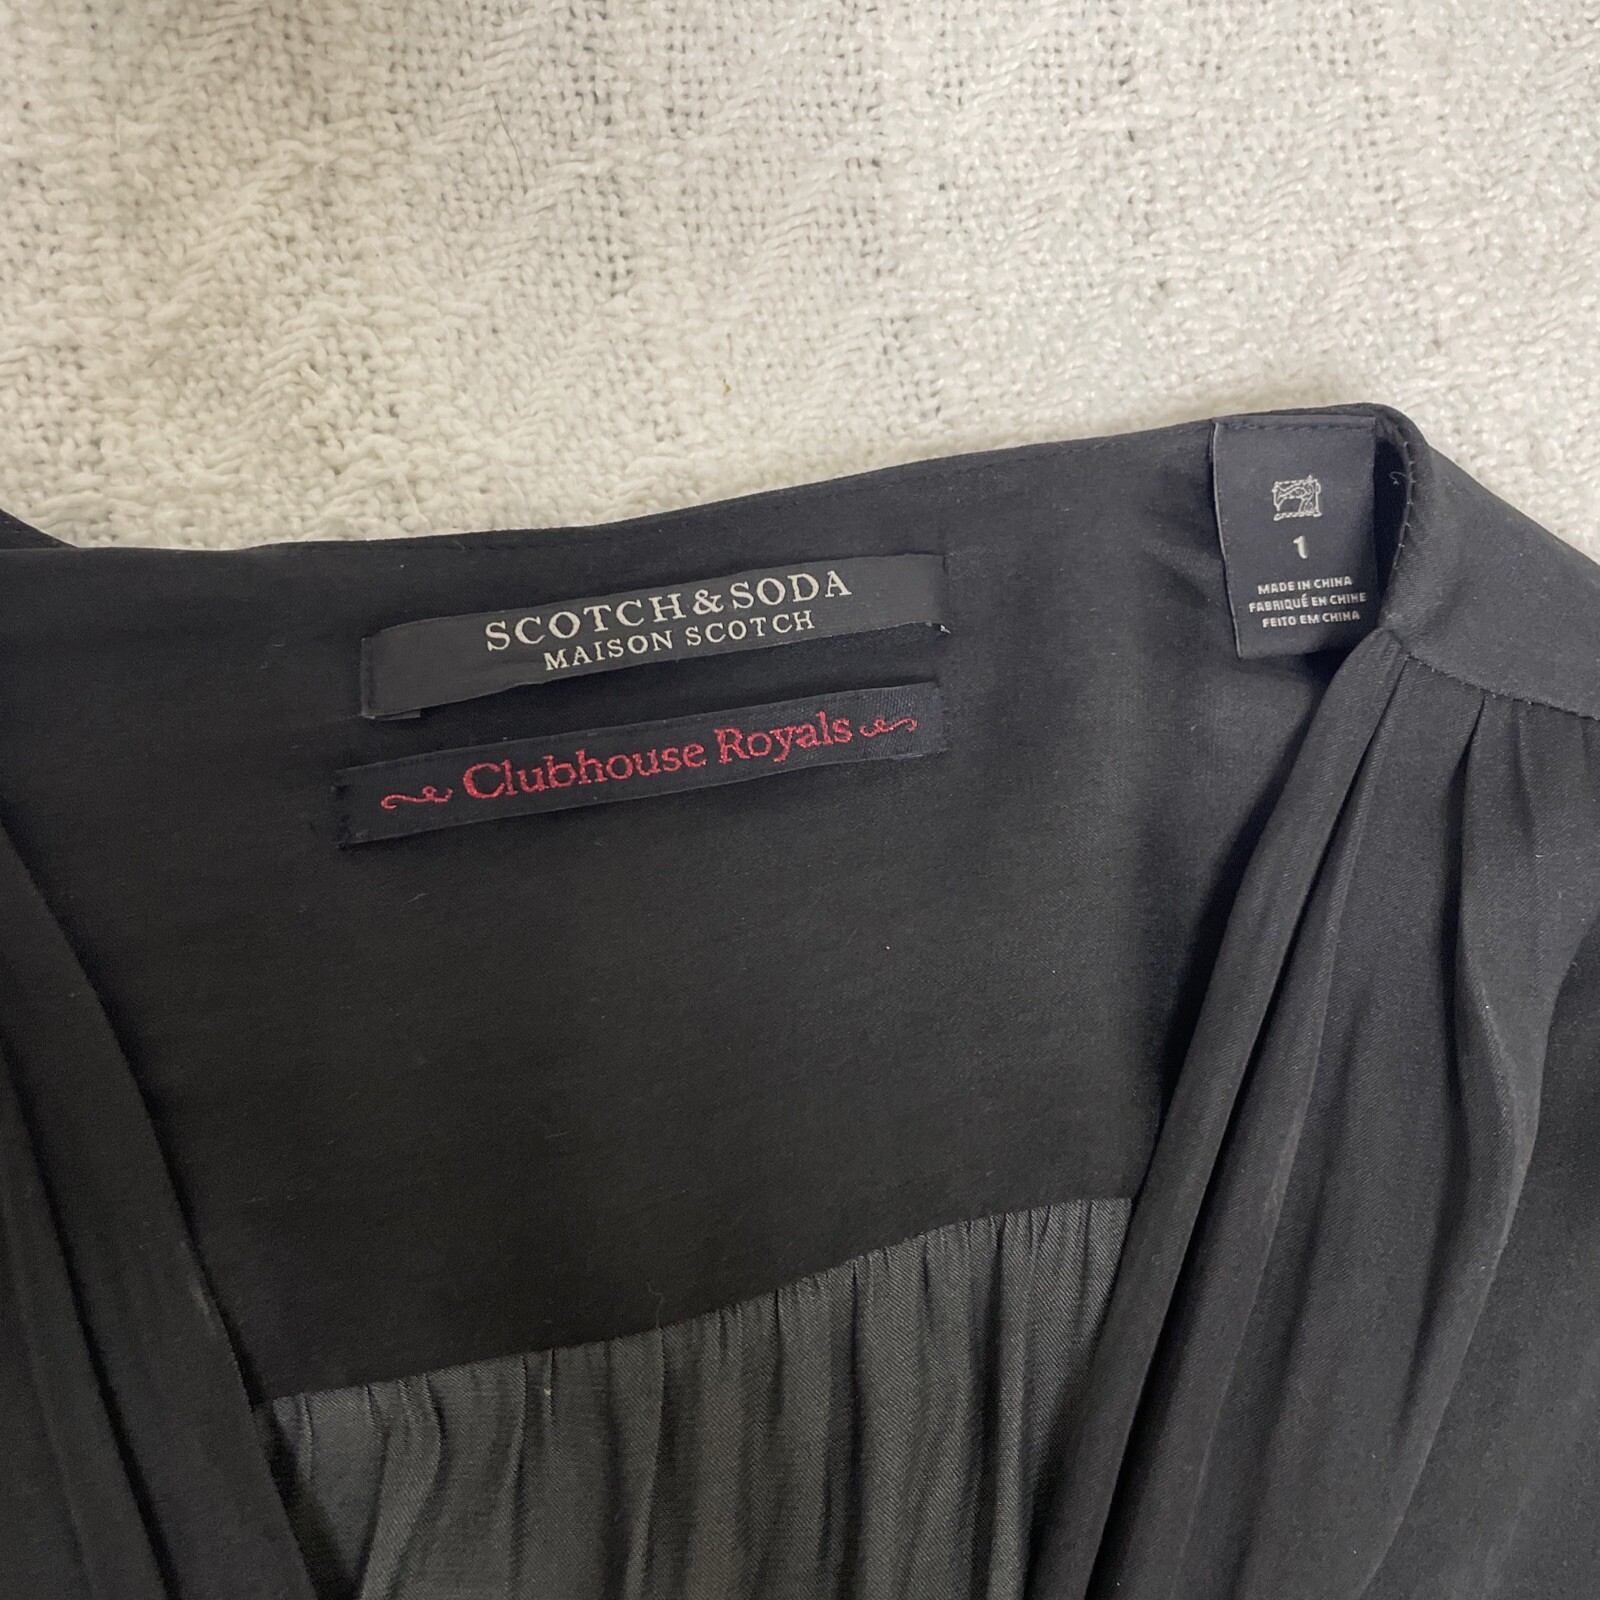 SCOTCH & SODA
MAISON SCOTCH
Clubhouse Royals
1
MADE IN CHINA
FABRIQUÉ EN CHINE
FEITO EM CHINA